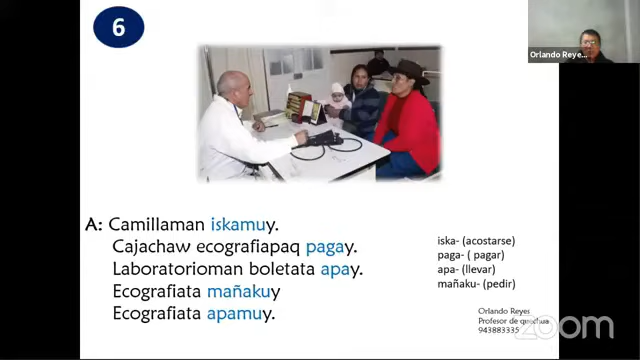 6
Orlando Reye...
A: Camillaman iskamuy.
Cajachaw ecografiapaq pagay.
Laboratorioman boletata apay.
Ecografiata mañakuy
Ecografiata apamuy.
iska- (acostarse)
paga- ( pagar)
apa- (llevar)
mañaku- (pedir)
Orlando Reyes
Profesor de quechua
943883335
zoom